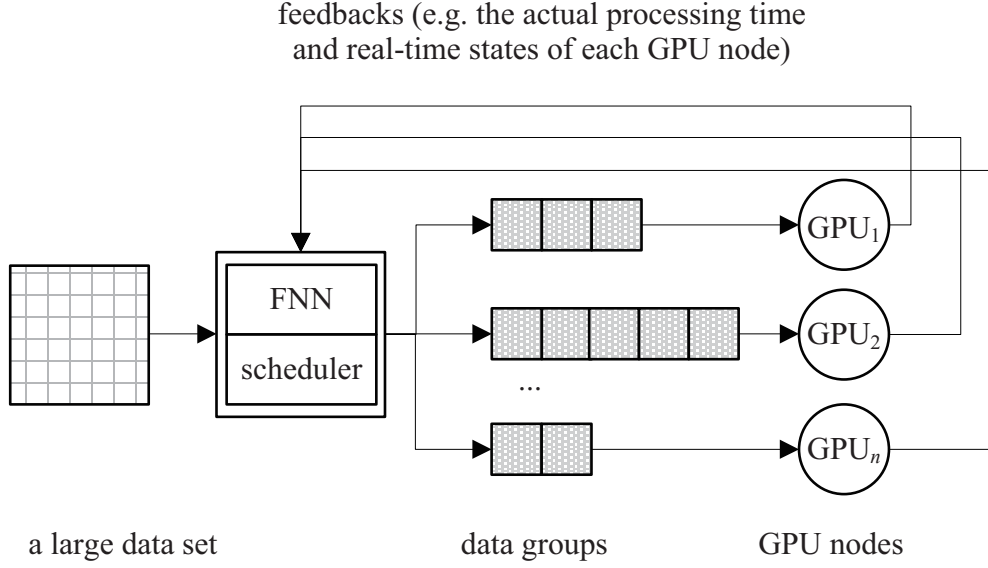 feedbacks (e.g. the actual processing time
and real-time states of each GPU node)
FNN
scheduler
GPU₁
GPU₂
...
GPUₙ
a large data set
data groups
GPU nodes